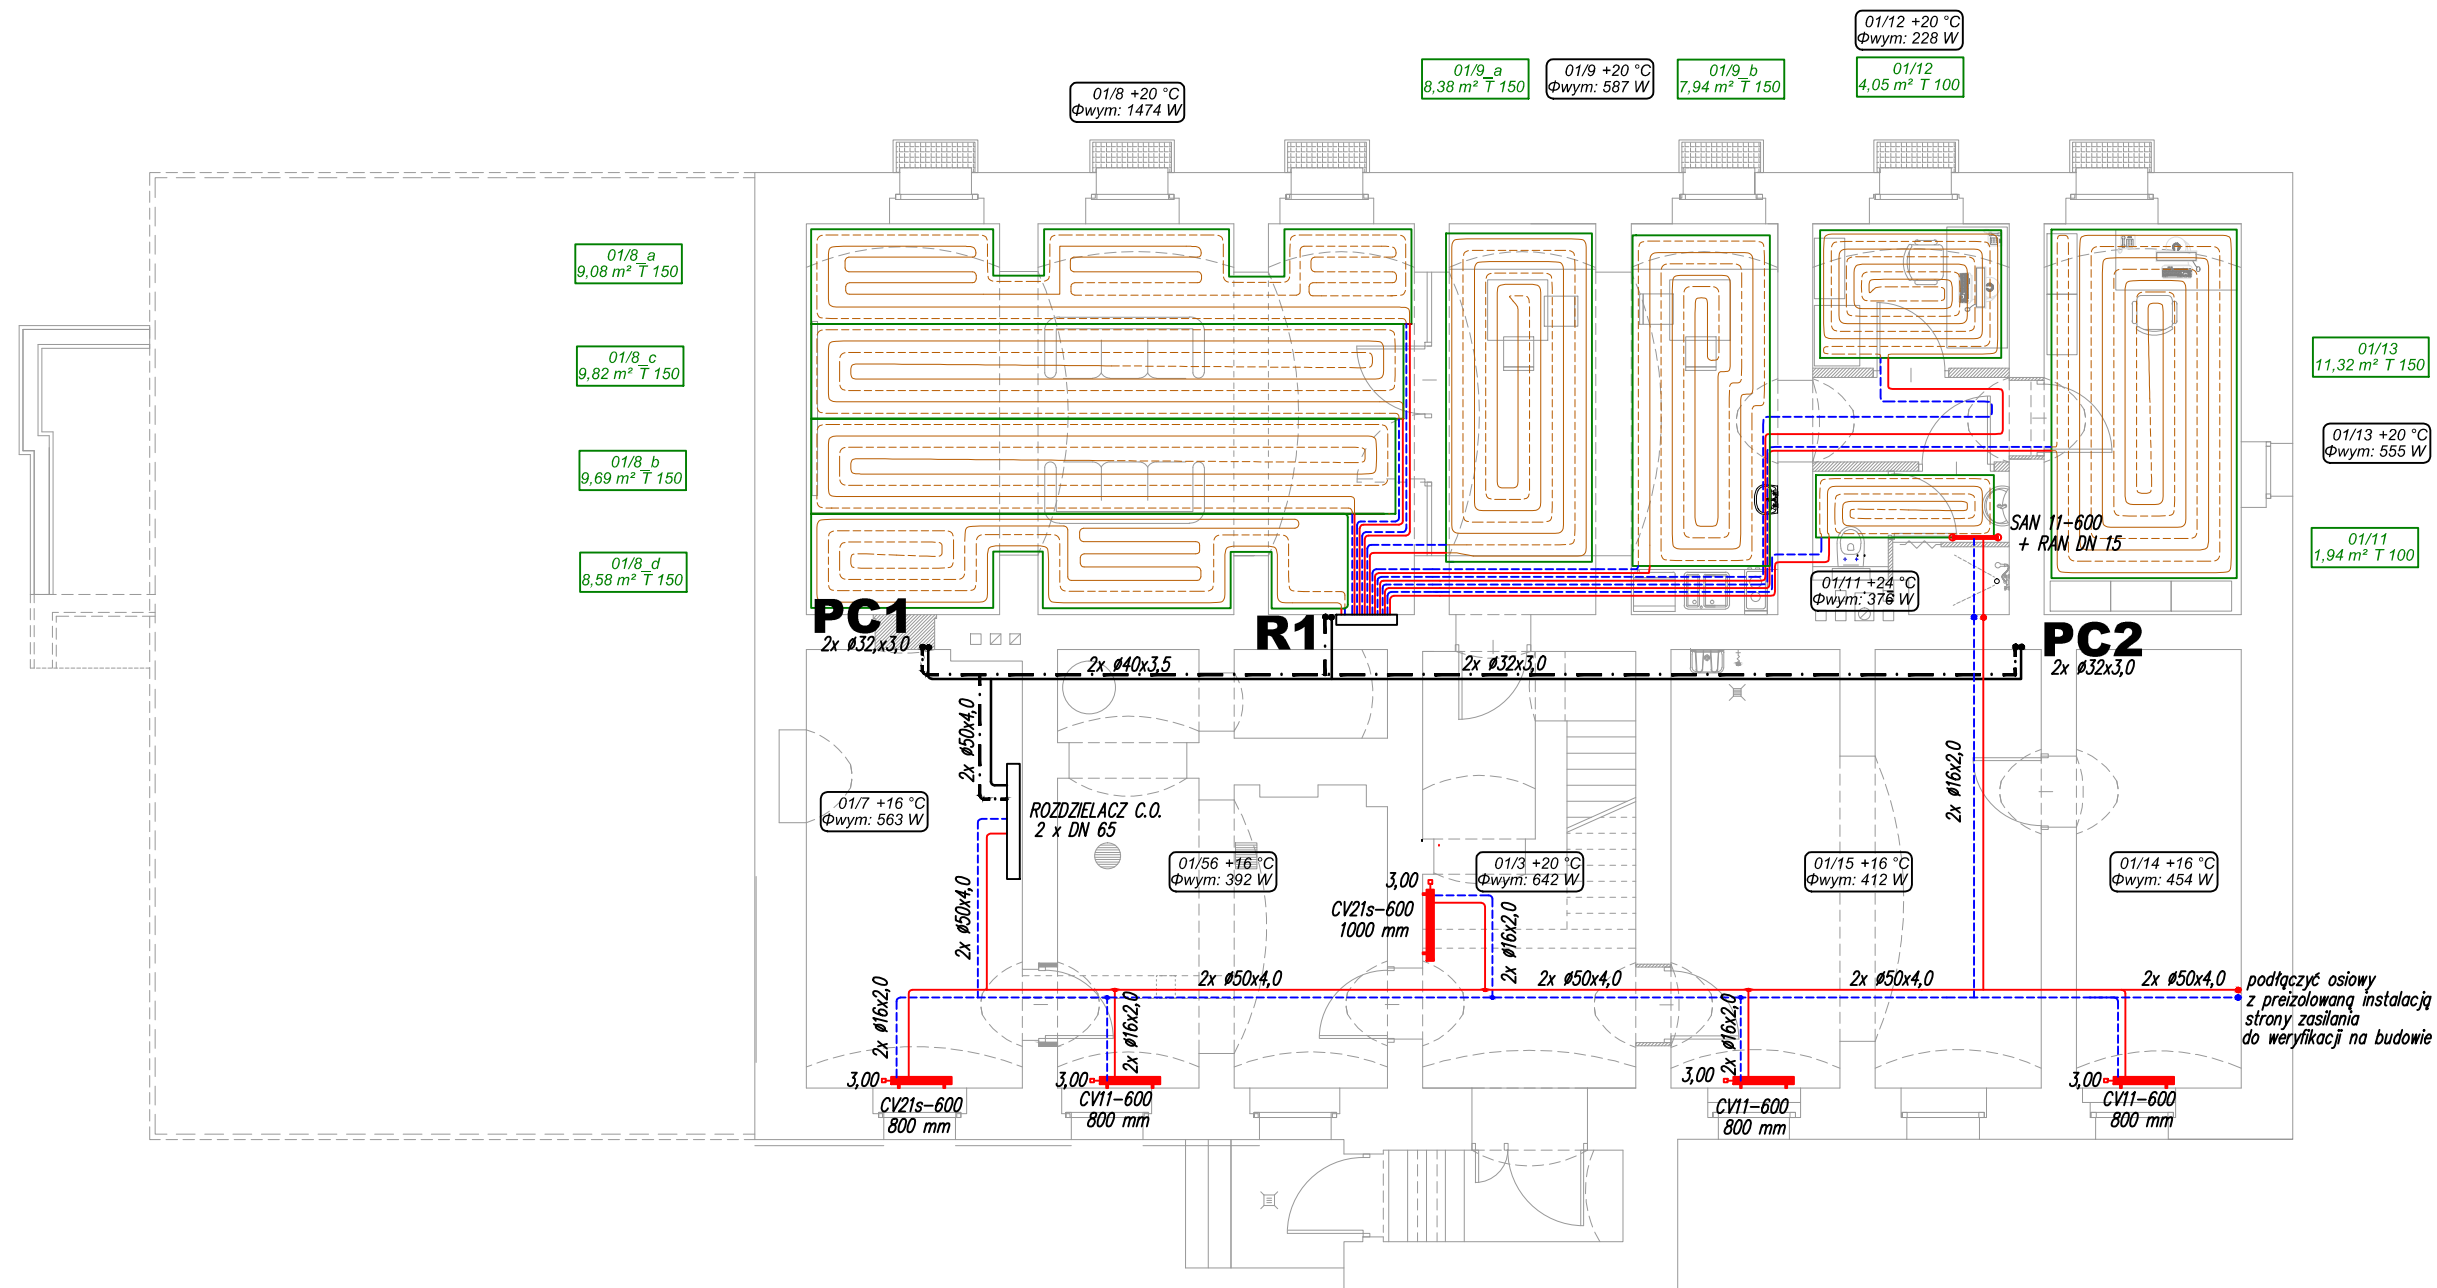 01/12 +20 °C
Φwym: 228 W
01/12
4,05 m² T 100
01/9_a
8,38 m² T 150
01/9 +20 °C
Φwym: 587 W
01/9_b
7,94 m² T 150
01/8 +20 °C
Φwym: 1474 W
01/8_a
9,08 m² T 150
01/8_c
9,82 m² T 150
01/8_b
9,69 m² T 150
01/8_d
8,58 m² T 150
01/13
11,32 m² T 150
01/13 +20 °C
Φwym: 555 W
01/11
1,94 m² T 100
SAN 11-600
+ RAN DN 15
01/11 +24 °C
Φwym: 376 W
PC1
2x ø32,x3,0
R1
PC2
2x ø32x3,0
2x ø40x3,5
2x ø32x3,0
2x ø50x4,0
2x ø16x2,0
01/7 +16 °C
Φwym: 563 W
ROZDZIELACZ C.O.
2 x DN 65
01/56 +16 °C
Φwym: 392 W
01/3 +20 °C
Φwym: 642 W
01/15 +16 °C
Φwym: 412 W
01/14 +16 °C
Φwym: 454 W
3,00
CV21s-600
1000 mm
2x ø50x4,0
2x ø16x2,0
2x ø50x4,0
2x ø50x4,0
2x ø50x4,0
2x ø50x4,0
podłączyć osiowy
z preizolowaną instalacją
strony zasilania
do weryfikacji na budowie
2x ø16x2,0
2x ø16x2,0
2x ø16x2,0
3,00
CV21s-600
800 mm
3,00
CV11-600
800 mm
3,00
CV11-600
800 mm
3,00
CV11-600
800 mm